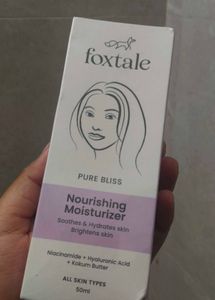 foxtale
PURE BLISS
Nourishing
Moisturizer
Soothes & Hydrates skin
Brightens skin
Niacinamide + Hyaluronic Acid
+ Kokum Butter
ALL SKIN TYPES
50ml